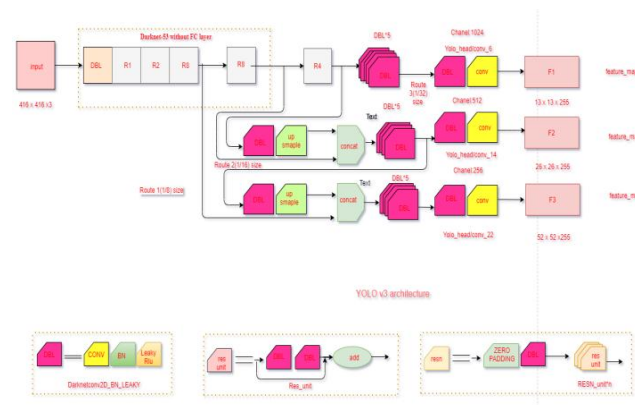 Darknet-53 without FC layer
input
DBL
R1
R2
R8
R8
R4
416 x 416 x3
DBL*5
DBL
Chanel 1024
Yolo_head/conv_6
DBL
conv
F1
13 x 13 x 255
Route
3(1/32)
size
DBL*5
Text
Chanel 512
DBL
up
smaple
concat
DBL
DBL
conv
F2
26 x 26 x 255
Route 2(1/16) size
Yolo_head/conv_14
Chanel 256
Text
DBL*5
Route 1(1/8) size
DBL
up
smaple
concat
DBL
DBL
conv
F3
52 x 52 x255
Yolo_head/conv_22
YOLO v3 architecture
DBL
CONV
BN
Leaky
Rlu
Darknetconv2D_BN_LEAKY
res
unit
DBL
DBL
add
Res_unit
resn
ZERO
PADDING
DBL
res
unit
RESN_unit*n